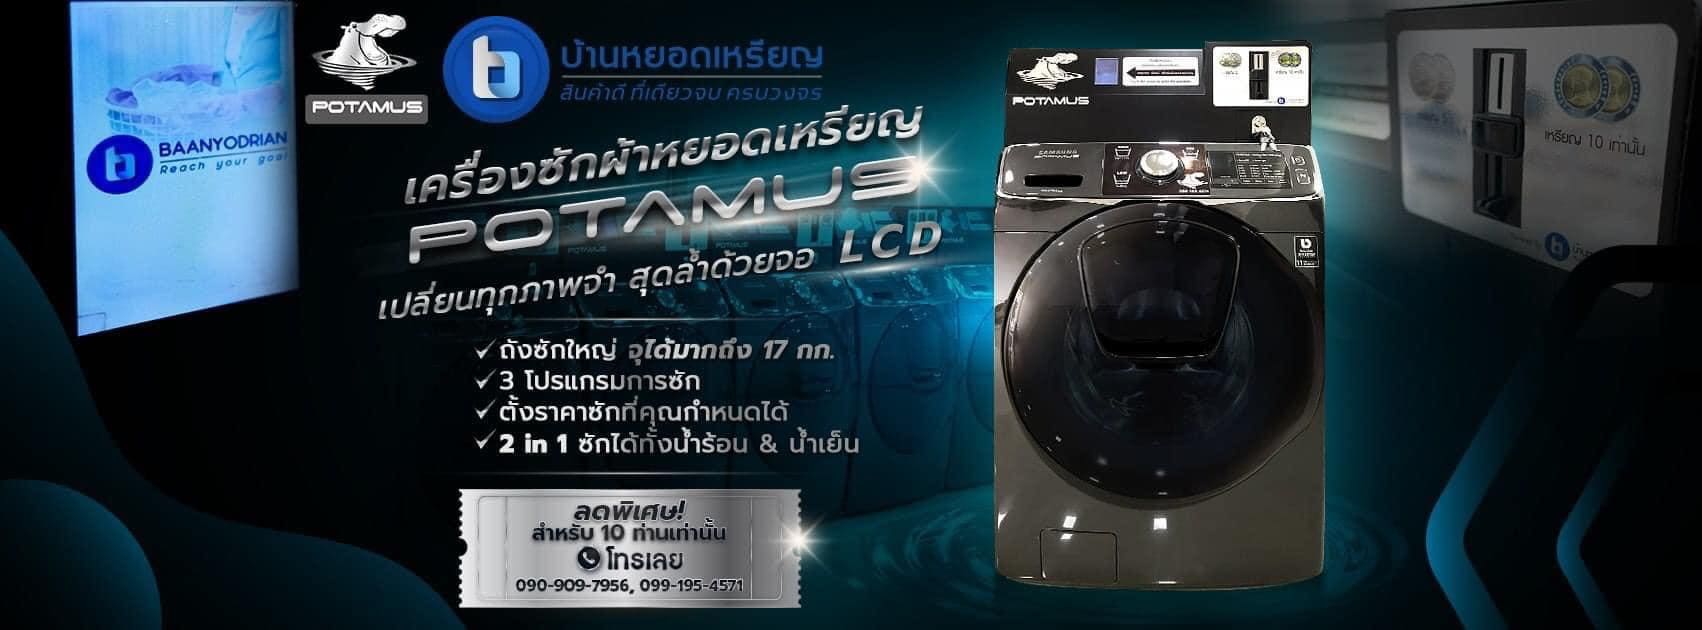 BAANYODRIAN
Reach your goal
POTAMUS
บ้านหยอดเหรียญ
สินค้าดี ที่เดียวจบ ครบวงจร
เครื่องซักผ้าหยอดเหรียญ
POTAMUS
เปลี่ยนทุกภาพจำ สุดล้ำด้วยจอ LCD
ถังซักใหญ่ จุได้มากถึง 17 กก.
3 โปรแกรมการซัก
ตั้งราคาซักที่คุณกำหนดได้
2 in 1 ซักได้ทั้งน้ำร้อน & น้ำเย็น
ลดพิเศษ!
สำหรับ 10 ท่านเท่านั้น
โทรเลย
090-909-7956, 099-195-4571
POTAMUS
SAMSUNG
เหรียญ 10 เท่านั้น